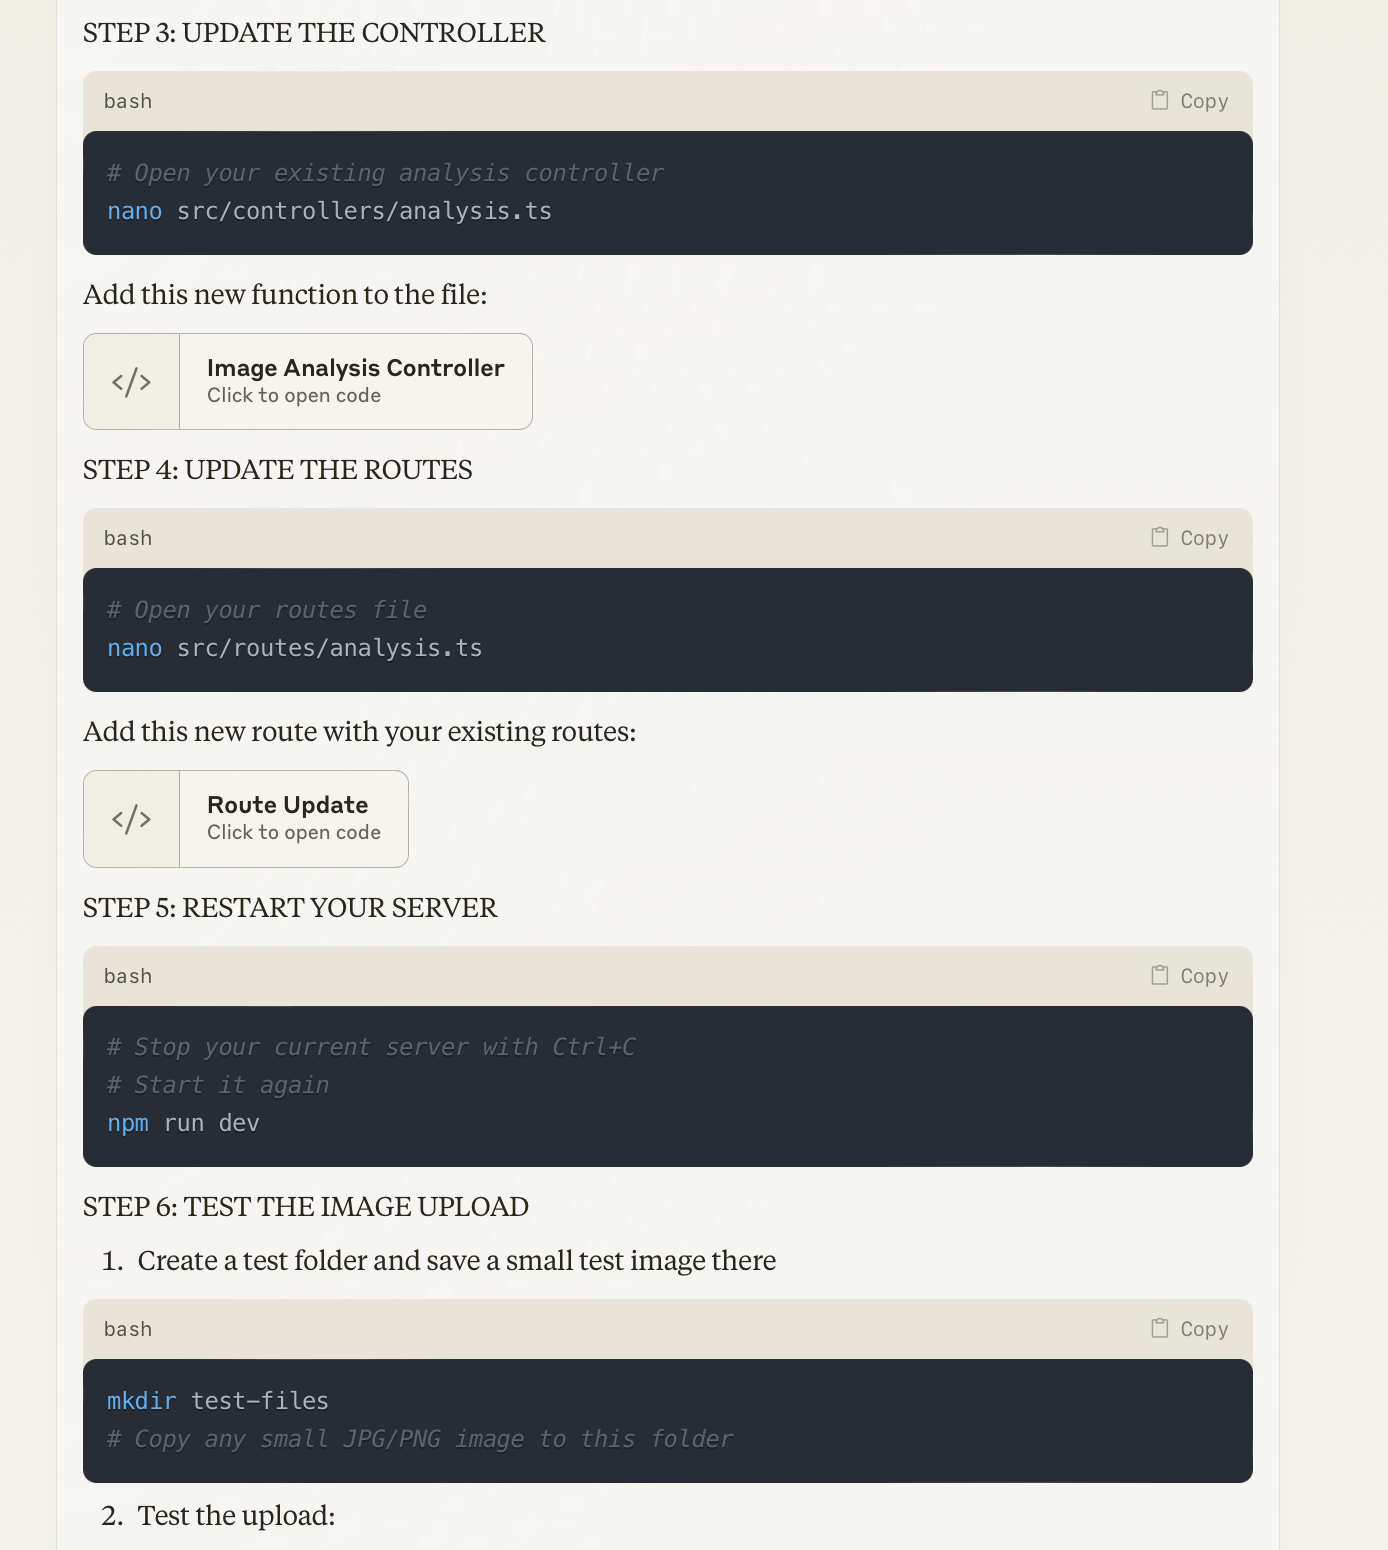 STEP 3: UPDATE THE CONTROLLER
bash
Copy
# Open your existing analysis controller
nano src/controllers/analysis.ts
Add this new function to the file:
</>
Image Analysis Controller
Click to open code
STEP 4: UPDATE THE ROUTES
bash
Copy
# Open your routes file
nano src/routes/analysis.ts
Add this new route with your existing routes:
</>
Route Update
Click to open code
STEP 5: RESTART YOUR SERVER
bash
Copy
# Stop your current server with Ctrl+C
# Start it again
npm run dev
STEP 6: TEST THE IMAGE UPLOAD
1. Create a test folder and save a small test image there
bash
Copy
mkdir test-files
# Copy any small JPG/PNG image to this folder
2. Test the upload: